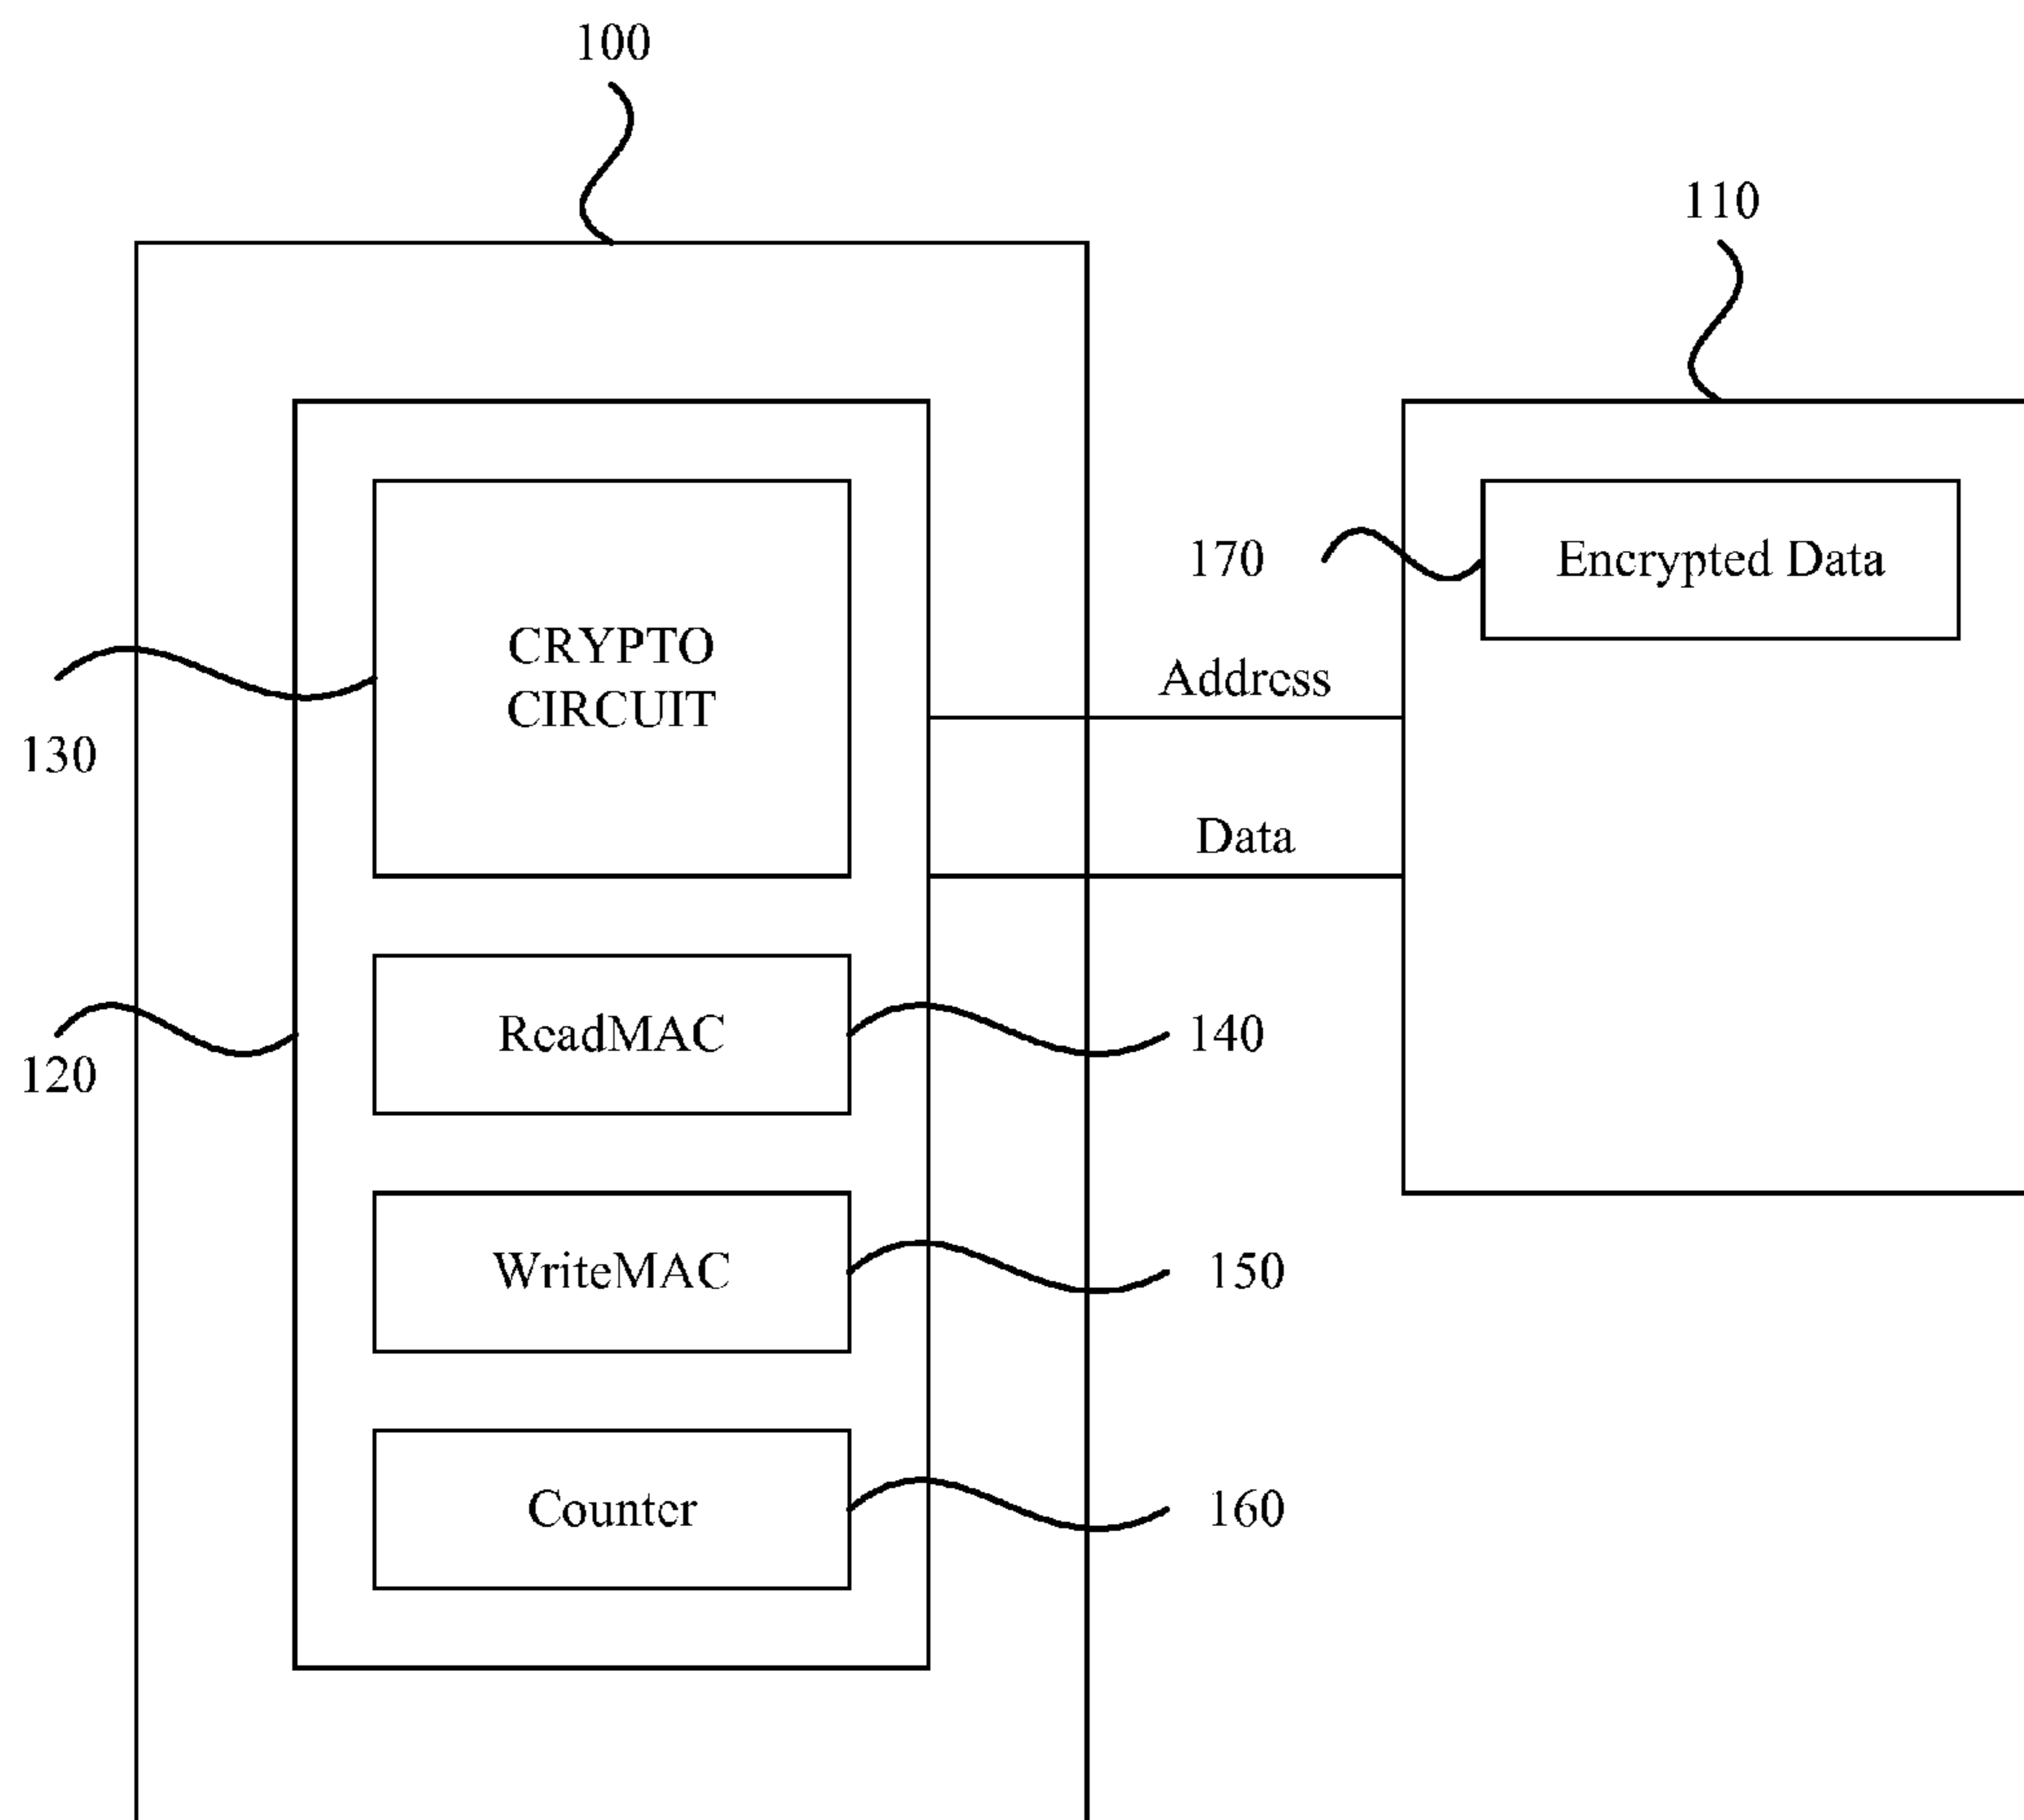 100
110
170
Encrypted Data
CRYPTO
CIRCUIT
Address
130
Data
ReadMAC
140
120
WriteMAC
150
Counter
160